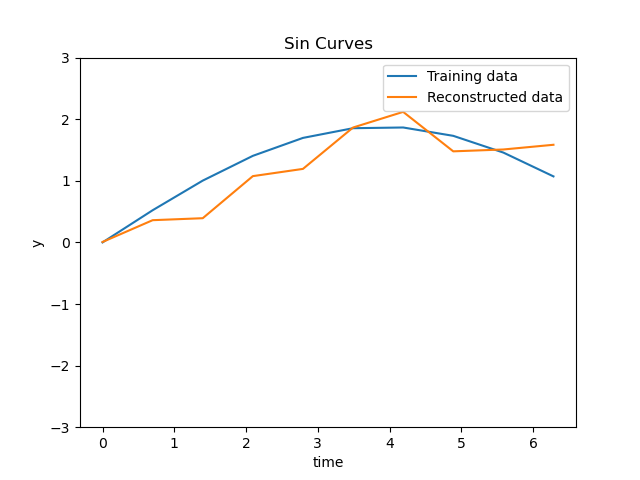 Sin Curves
Training data
Reconstructed data
3
2
1
0
−1
−2
−3
y
0 1 2 3 4 5 6
time